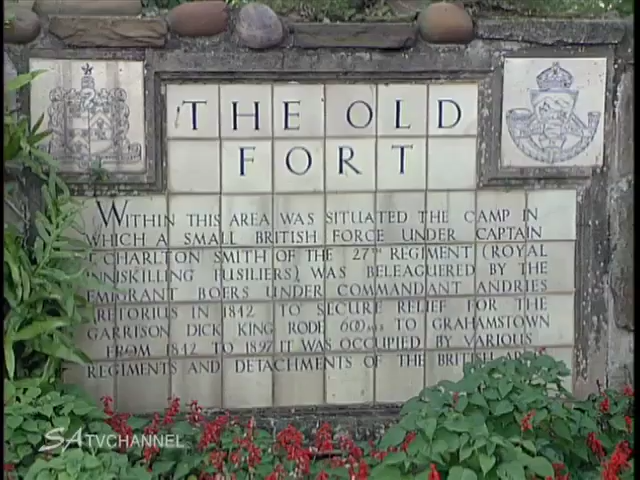 THE OLD
FORT
WITHIN THIS AREA WAS SITUATED THE CAMP IN
WHICH A SMALL BRITISH FORCE UNDER CAPTAIN
T. CHARLTON SMITH OF THE 27TH REGIMENT (ROYAL
INNISKILLING FUSILIERS), WAS BELEAGUERED BY THE
EMIGRANT BOERS UNDER COMMANDANT ANDRIES
PRETORIUS IN 1842 TO SECURE RELIEF FOR THE
GARRISON DICK KING RODE 600 MLS TO GRAHAMSTOWN
FROM 1842 TO 1897 IT WAS OCCUPIED BY VARIOUS
REGIMENTS AND DETACHMENTS OF THE BRITISH ARMY
SATVCHANNEL